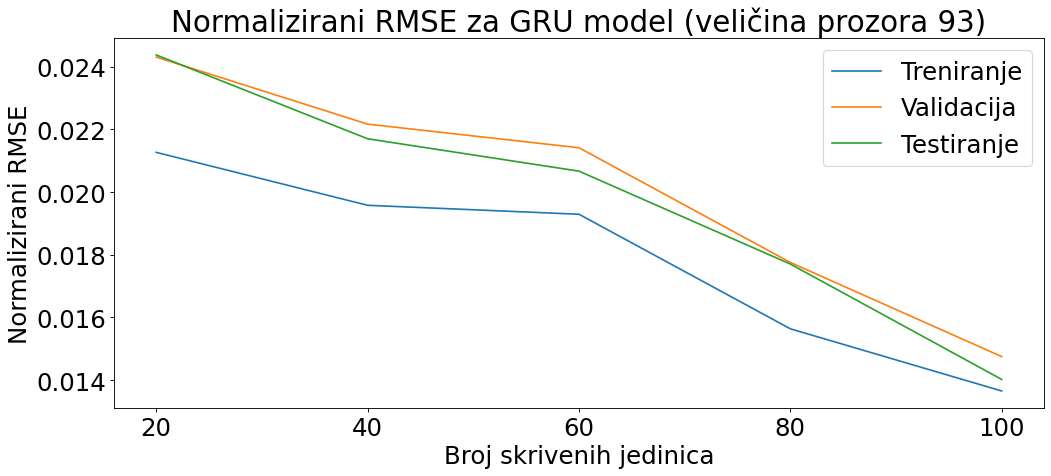 Normalizirani RMSE za GRU model (veličina prozora 93)
Normalizirani RMSE
0.024
0.022
0.020
0.018
0.016
0.014
Treniranje
Validacija
Testiranje
20 40 60 80 100
Broj skrivenih jedinica